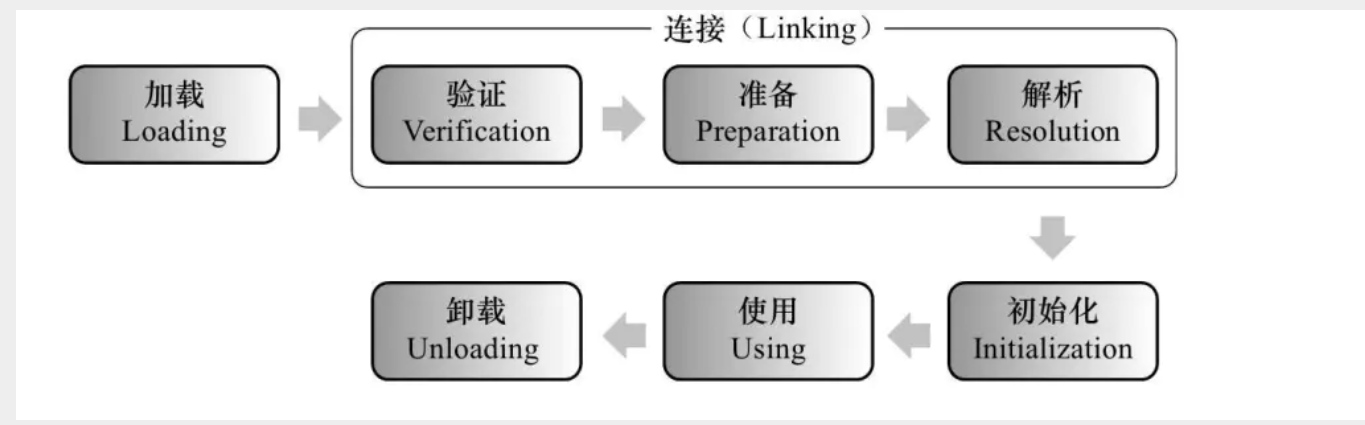 连接（Linking）
加载
Loading
验证
Verification
准备
Preparation
解析
Resolution
卸载
Unloading
使用
Using
初始化
Initialization